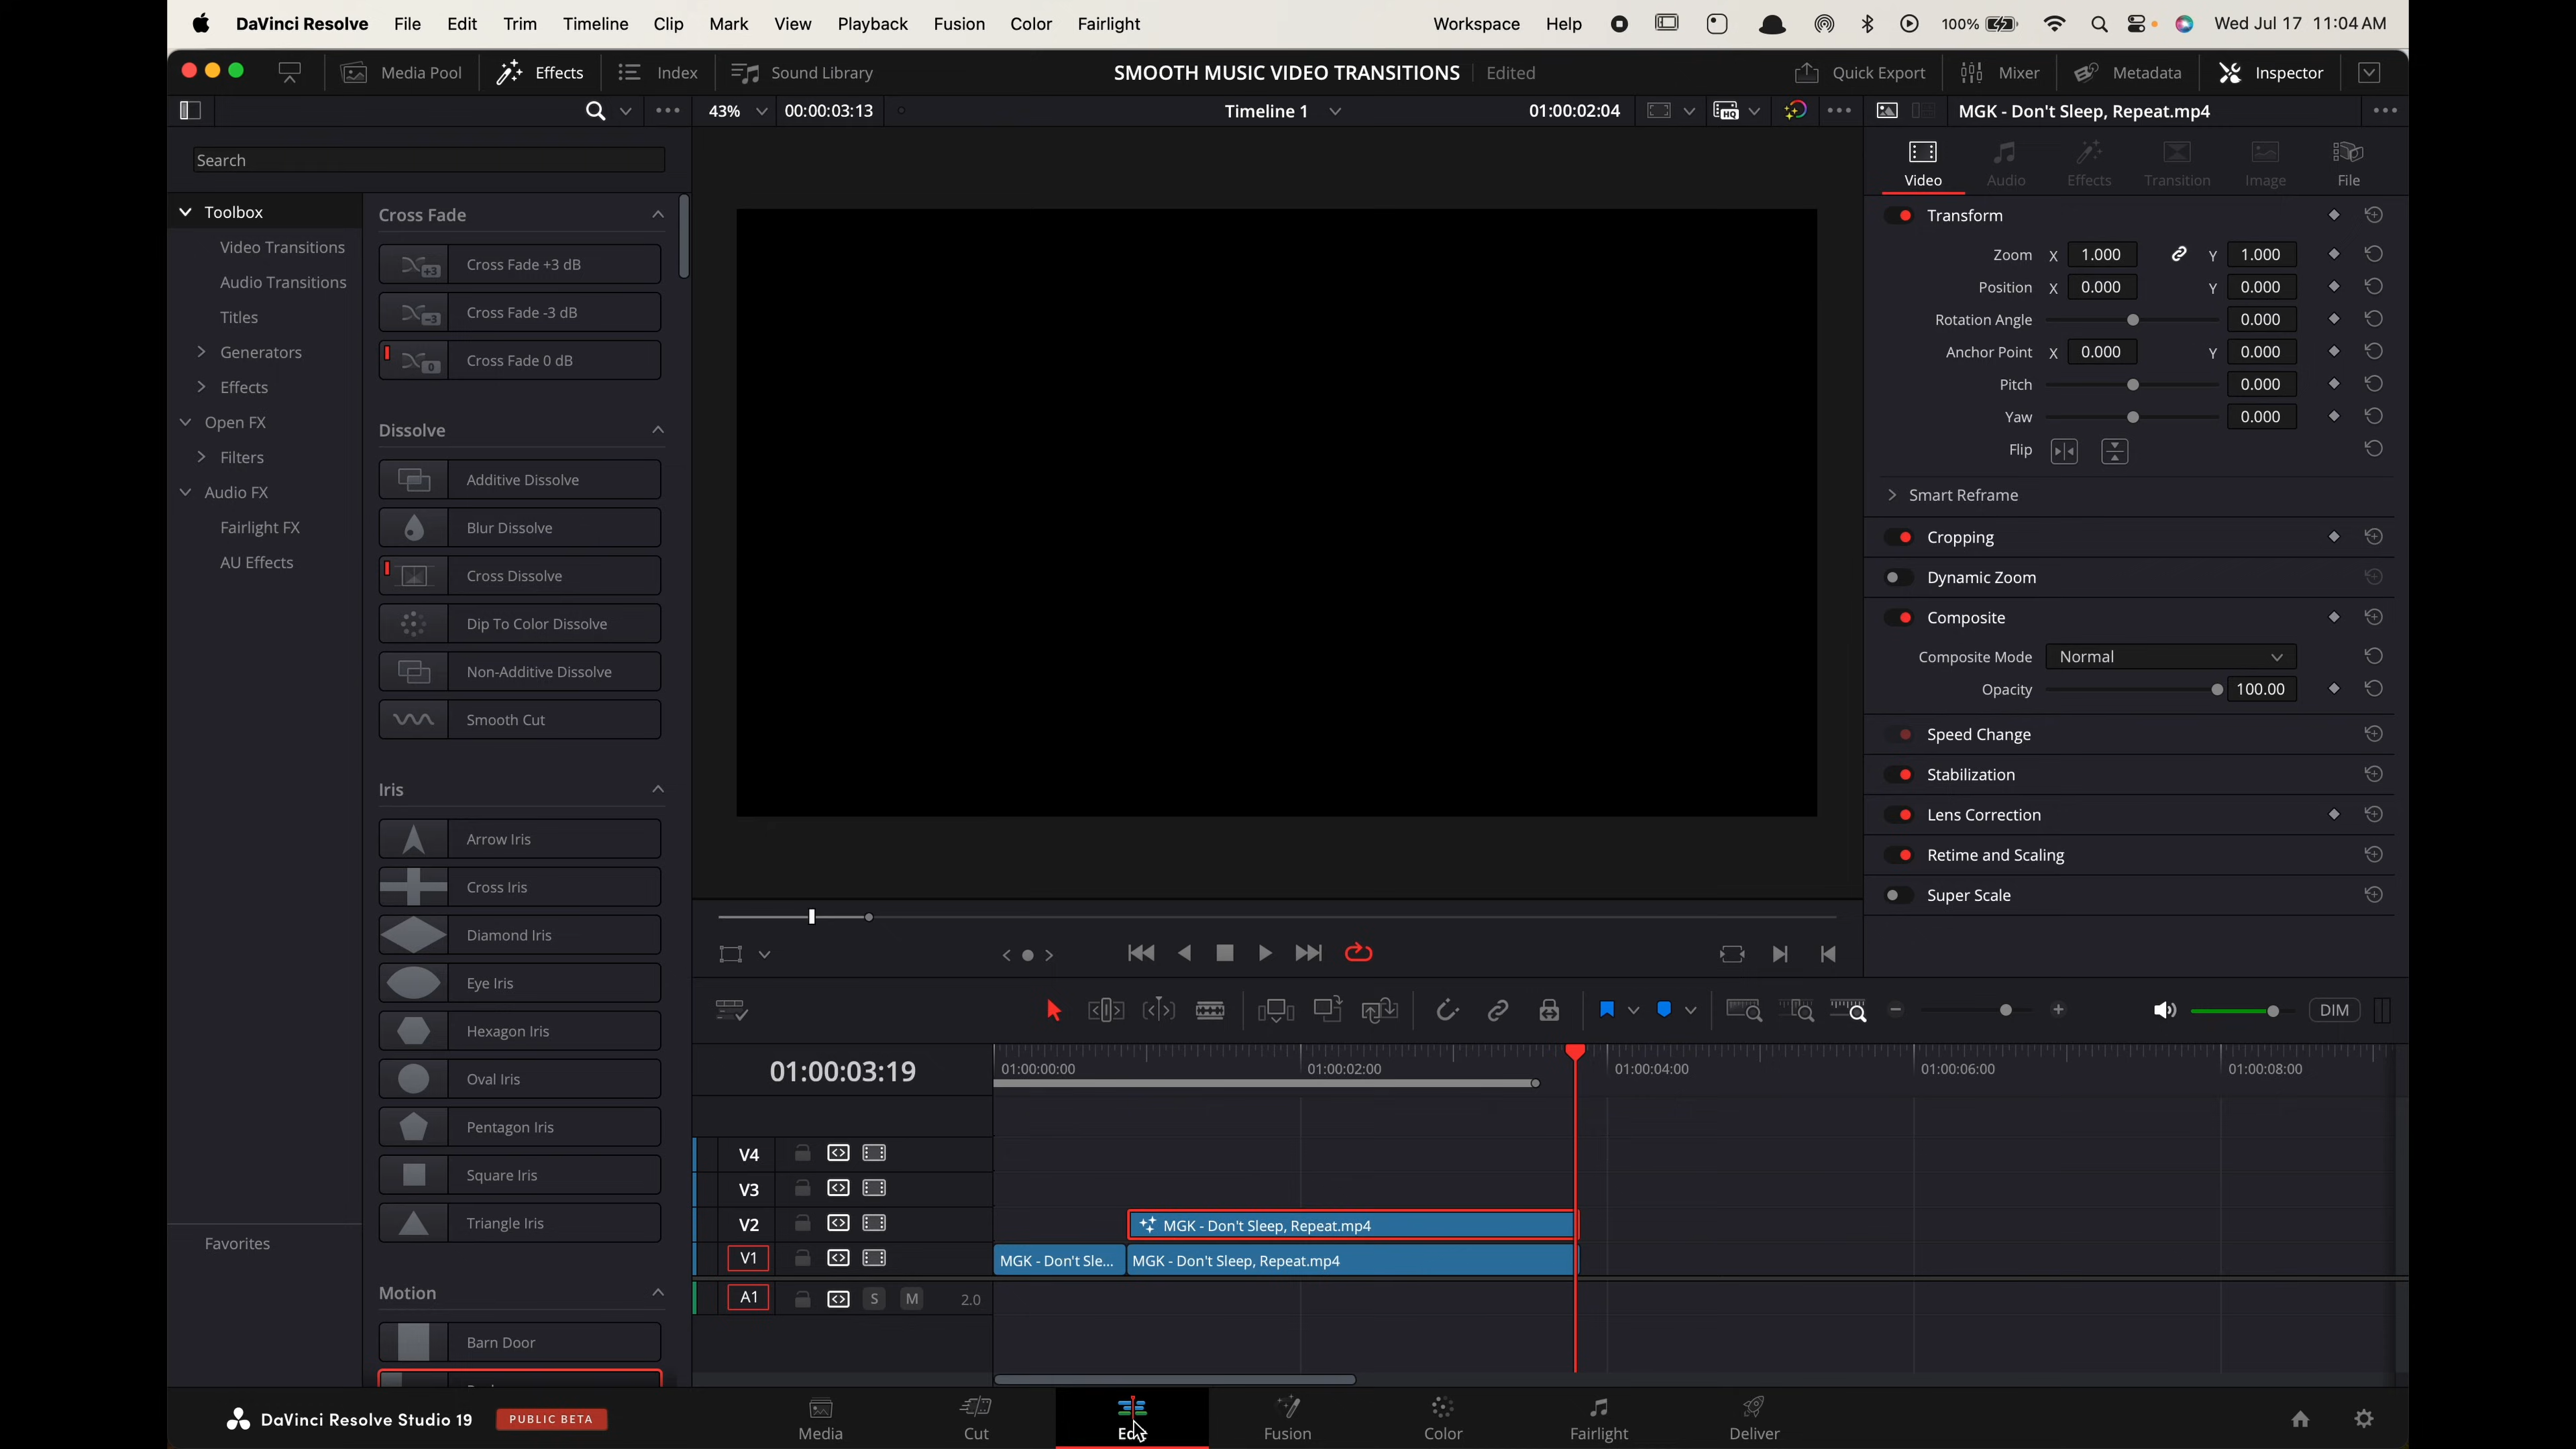 DaVinci Resolve File Edit Trim Timeline Clip Mark View Playback Fusion Color Fairlight Workspace Help 100% Wed Jul 17 11:04 AM
Media Pool Effects Index Sound Library SMOOTH MUSIC VIDEO TRANSITIONS Edited Quick Export Mixer Metadata Inspector
43% 00:00:03:13 Timeline 1 01:00:02:04 HQ MGK - Don't Sleep, Repeat.mp4
Search
Video Audio Effects Transition Image File
Toolbox
Video Transitions
Audio Transitions
Titles
Generators
Effects
Open FX
Filters
Audio FX
Fairlight FX
AU Effects
Favorites
Cross Fade
+3 Cross Fade +3 dB
-3 Cross Fade -3 dB
0 Cross Fade 0 dB
Dissolve
Additive Dissolve
Blur Dissolve
Cross Dissolve
Dip To Color Dissolve
Non-Additive Dissolve
Smooth Cut
Iris
Arrow Iris
Cross Iris
Diamond Iris
Eye Iris
Hexagon Iris
Oval Iris
Pentagon Iris
Square Iris
Triangle Iris
Motion
Barn Door
Transform
Zoom X 1.000 Y 1.000
Position X 0.000 Y 0.000
Rotation Angle 0.000
Anchor Point X 0.000 Y 0.000
Pitch 0.000
Yaw 0.000
Flip
Smart Reframe
Cropping
Dynamic Zoom
Composite
Composite Mode Normal
Opacity 100.00
Speed Change
Stabilization
Lens Correction
Retime and Scaling
Super Scale
DIM
01:00:03:19 01:00:00:00 01:00:02:00 01:00:04:00 01:00:06:00 01:00:08:00
V4
V3
V2 MGK - Don't Sleep, Repeat.mp4
V1 MGK - Don't Sle... MGK - Don't Sleep, Repeat.mp4
A1 S M 2.0
DaVinci Resolve Studio 19 PUBLIC BETA Media Cut Edit Fusion Color Fairlight Deliver